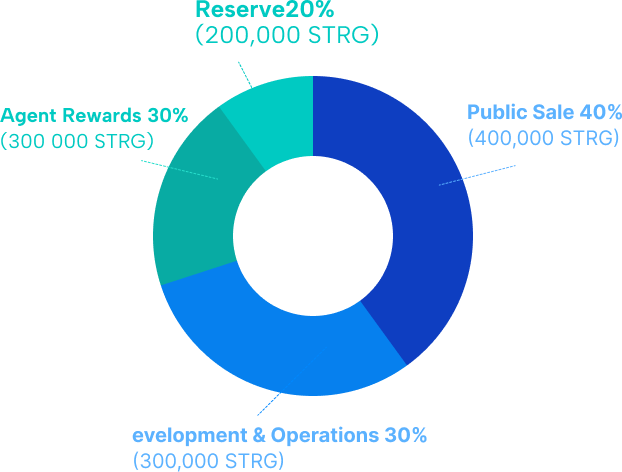 Reserve20%
(200,000 STRG)
Agent Rewards 30%
(300 000 STRG)
Public Sale 40%
(400,000 STRG)
evelopment & Operations 30%
(300,000 STRG)